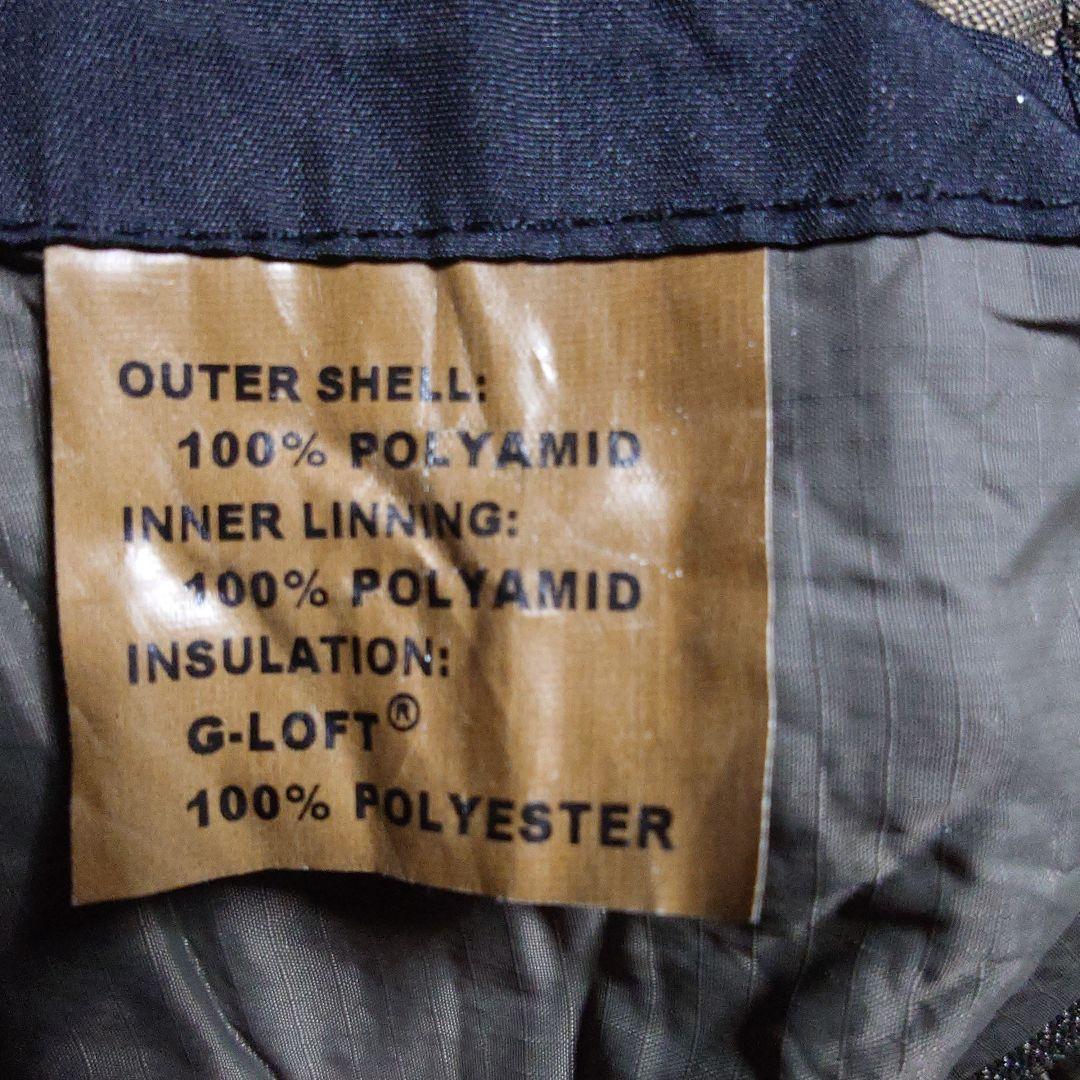 OUTER SHELL:
100% POLYAMID
INNER LINNING:
100% POLYAMID
INSULATION:
G-LOFT®
100% POLYESTER